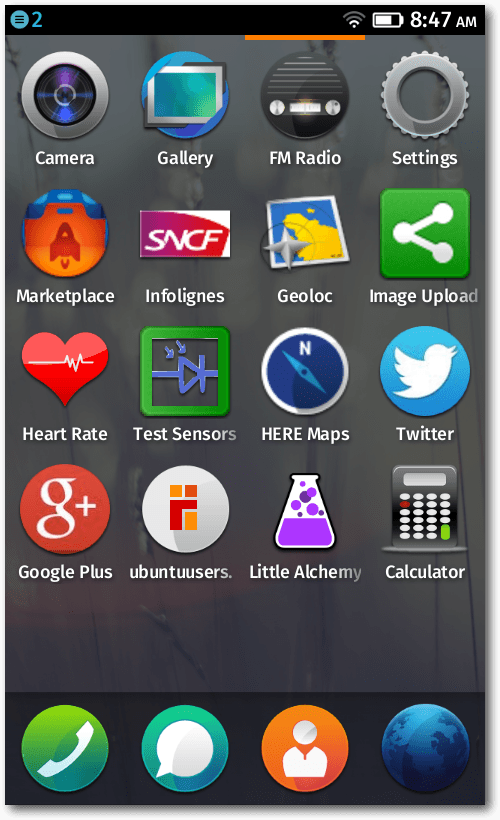 2
8:47 AM
Camera
Gallery
FM Radio
Settings
SNCF
N
Marketplace
Infolignes
Geoloc
Image Upload
Heart Rate
Test Sensors
HERE Maps
Twitter
g+
Google Plus
ubuntuusers.
Little Alchemy
Calculator